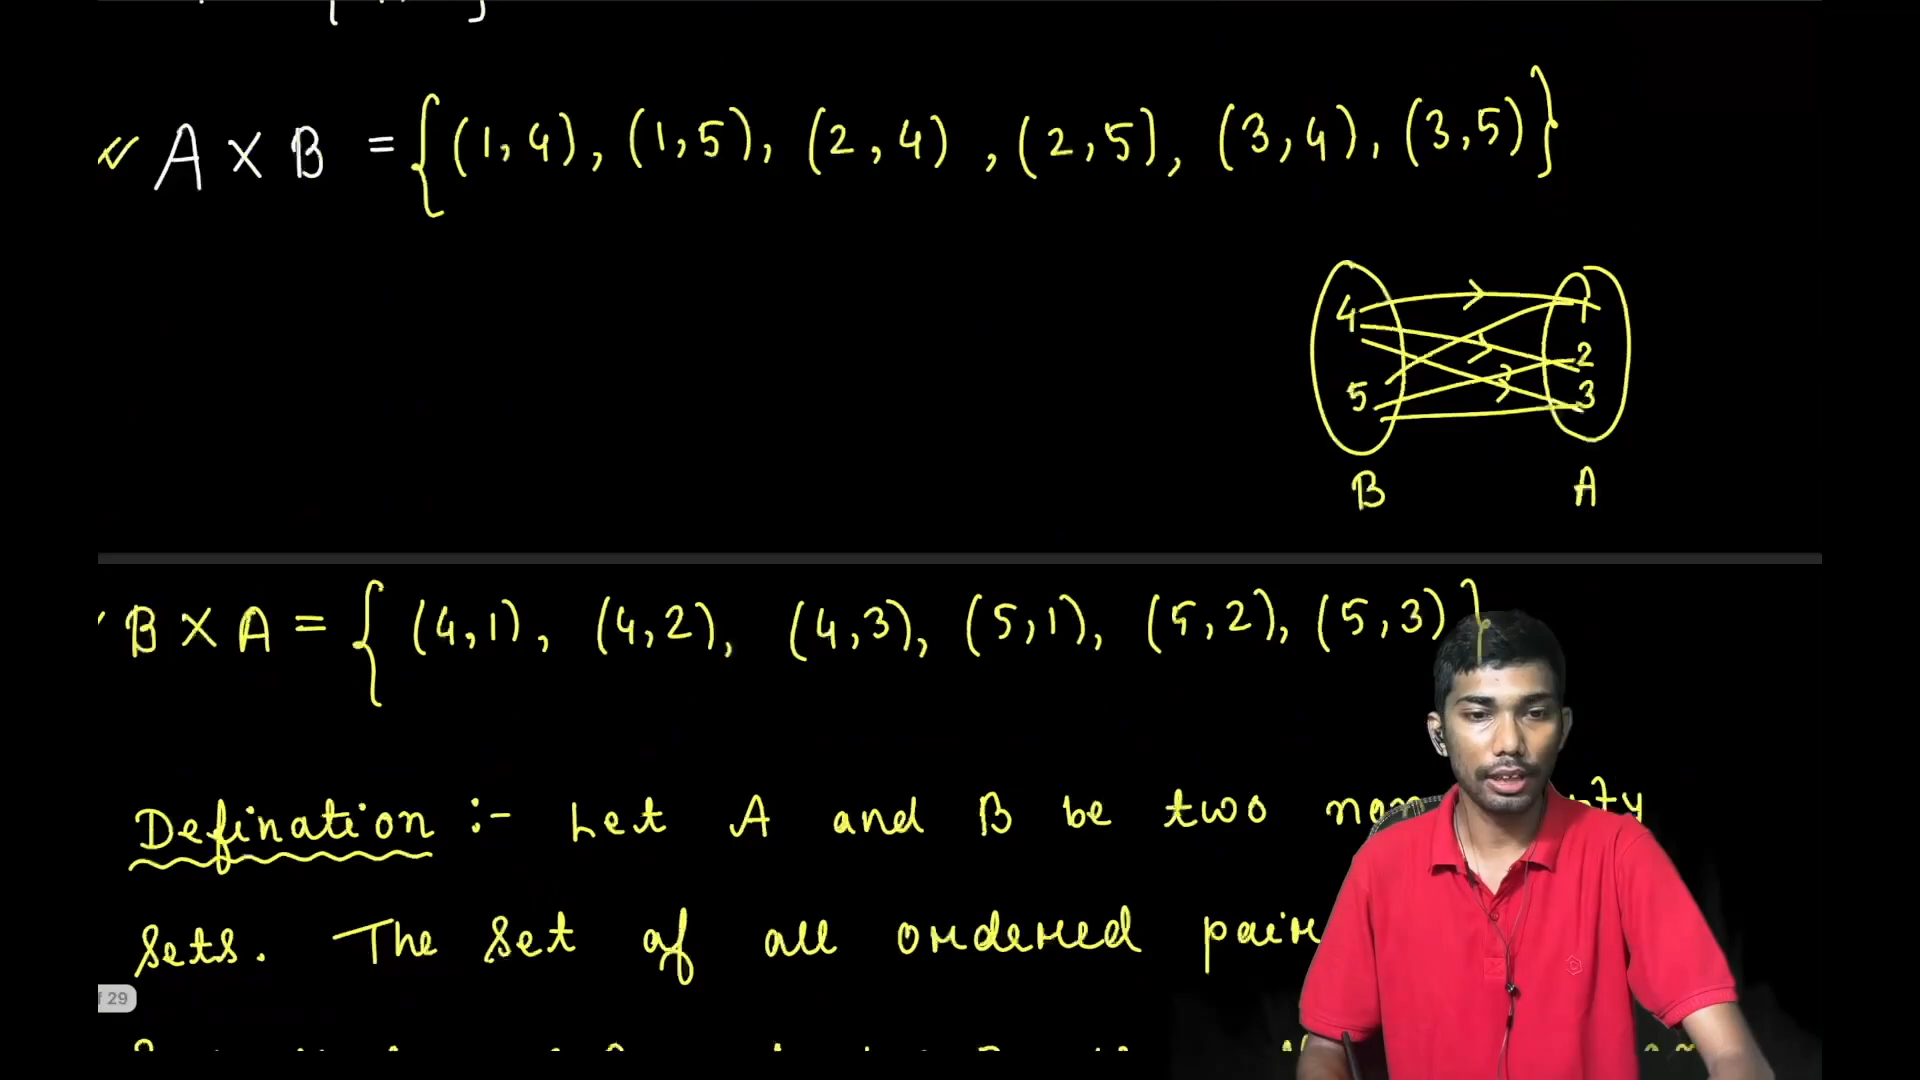 A X B = {(1,4), (1,5), (2,4), (2,5), (3,4), (3,5)}
4 1
2
5 3
B A
B X A = { (4,1), (4,2), (4,3), (5,1), (5,2), (5,3) }
Defination :- Let A and B be two
sets. The set of all ordered pair
f 29